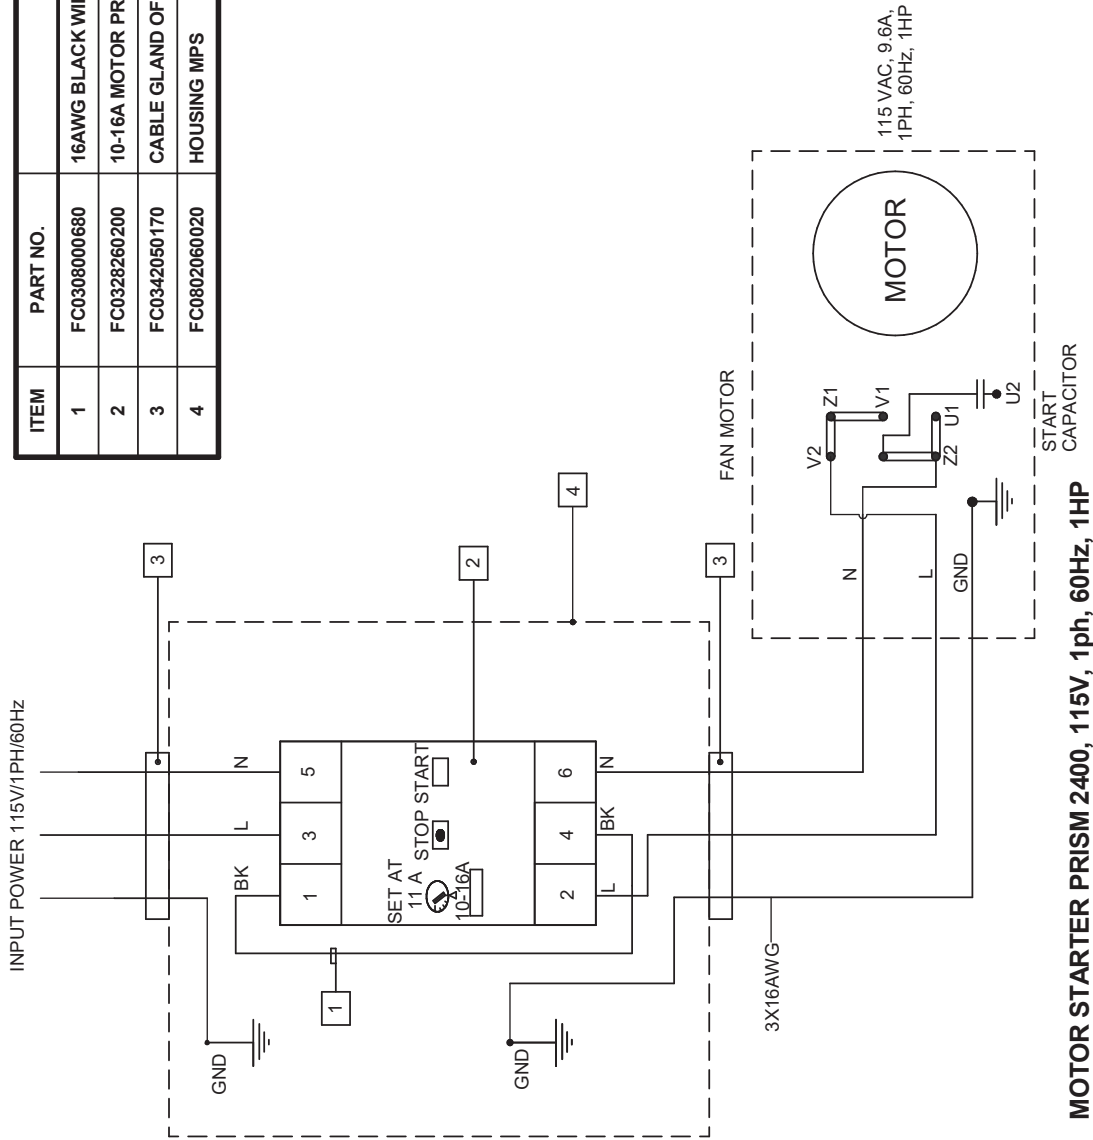 ITEM PART NO.
1 FC0308000680 16AWG BLACK
2 FC0328260200 10-16A MOTOR
3 FC0342050170 CABLE GLAND OF
4 FC0802060020 HOUSING MPS
INPUT POWER 115V/1PH/60Hz
3
GND
BK
L
N
1
3
5
SET AT
11 A
10-16A
STOP
START
2
4
6
L
BK
N
1
2
4
GND
3
3X16AWG
FAN MOTOR
N
L
GND
V2
Z1
V1
Z2
U1
U2
START
CAPACITOR
MOTOR
115 VAC, 9.6A,
1PH, 60Hz, 1HP
MOTOR STARTER PRISM 2400, 115V, 1ph, 60Hz, 1HP